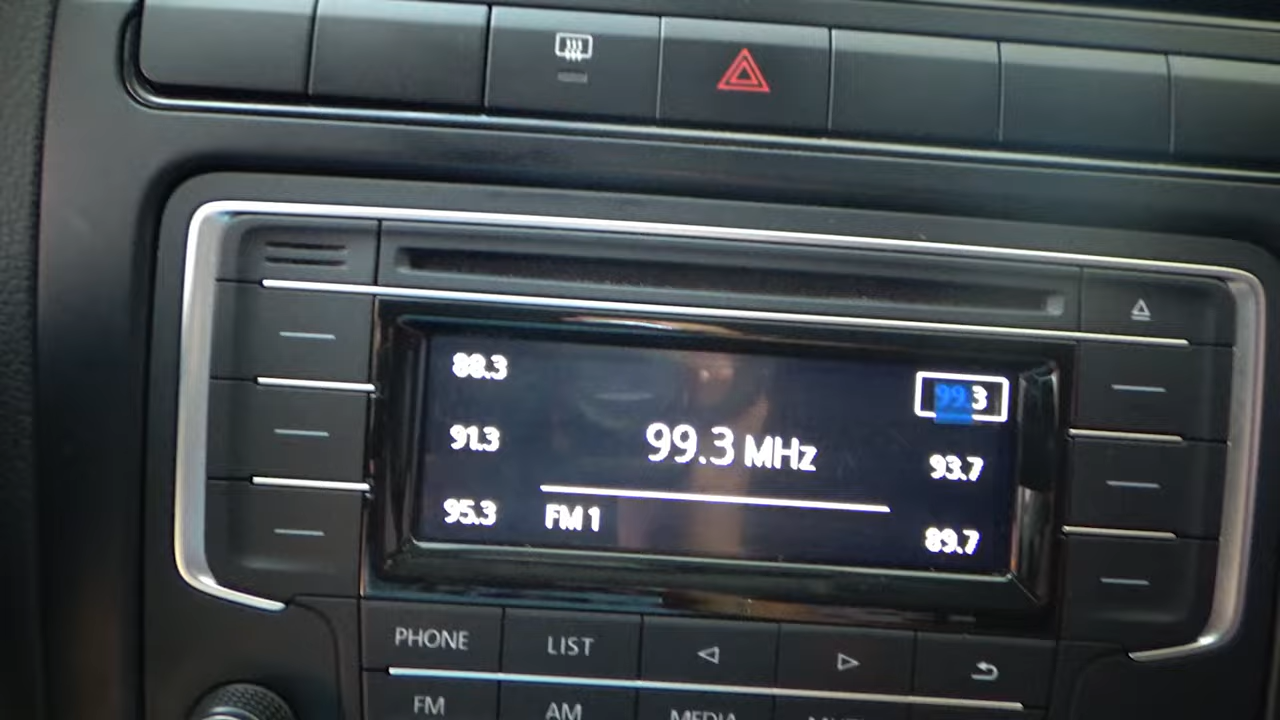 88.3
99.3
99.3 MHz
91.3
93.7
95.3
FM 1
89.7
PHONE
LIST
FM
AM
MEDIA